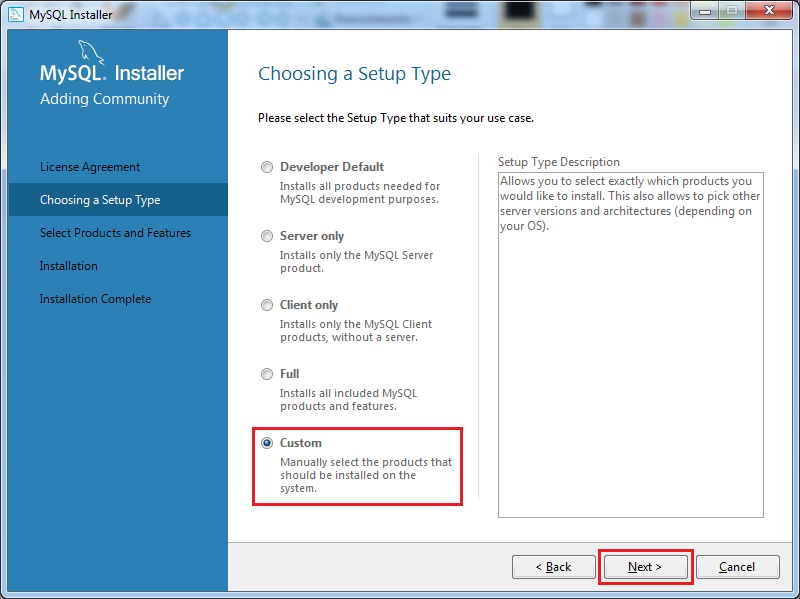 MySQL Installer
MySQL. Installer
Adding Community
License Agreement
Choosing a Setup Type
Select Products and Features
Installation
Installation Complete
Choosing a Setup Type
Please select the Setup Type that suits your use case.
Developer Default
Installs all products needed for
MySQL development purposes.
Server only
Installs only the MySQL Server
product.
Client only
Installs only the MySQL Client
products, without a server.
Full
Installs all included MySQL
products and features.
Custom
Manually select the products that
should be installed on the
system.
Setup Type Description
Allows you to select exactly which products you
would like to install. This also allows to pick other
server versions and architectures (depending on
your OS).
< Back
Next >
Cancel